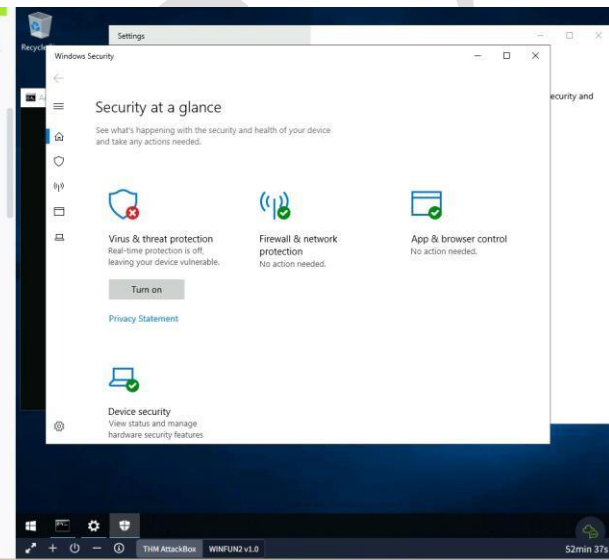 Settings
Windows Security
ecurity and
Security at a glance
See what's happening with the security and health of your device
and take any actions needed.
Virus & threat protection
Real-time protection is off,
leaving your device vulnerable.
Turn on
Privacy Statement
Firewall & network
protection
No action needed.
App & browser control
No action needed.
Device security
View status and manage
hardware security features
THM AttackBox
WINFUN2 v1.0
52min 37s